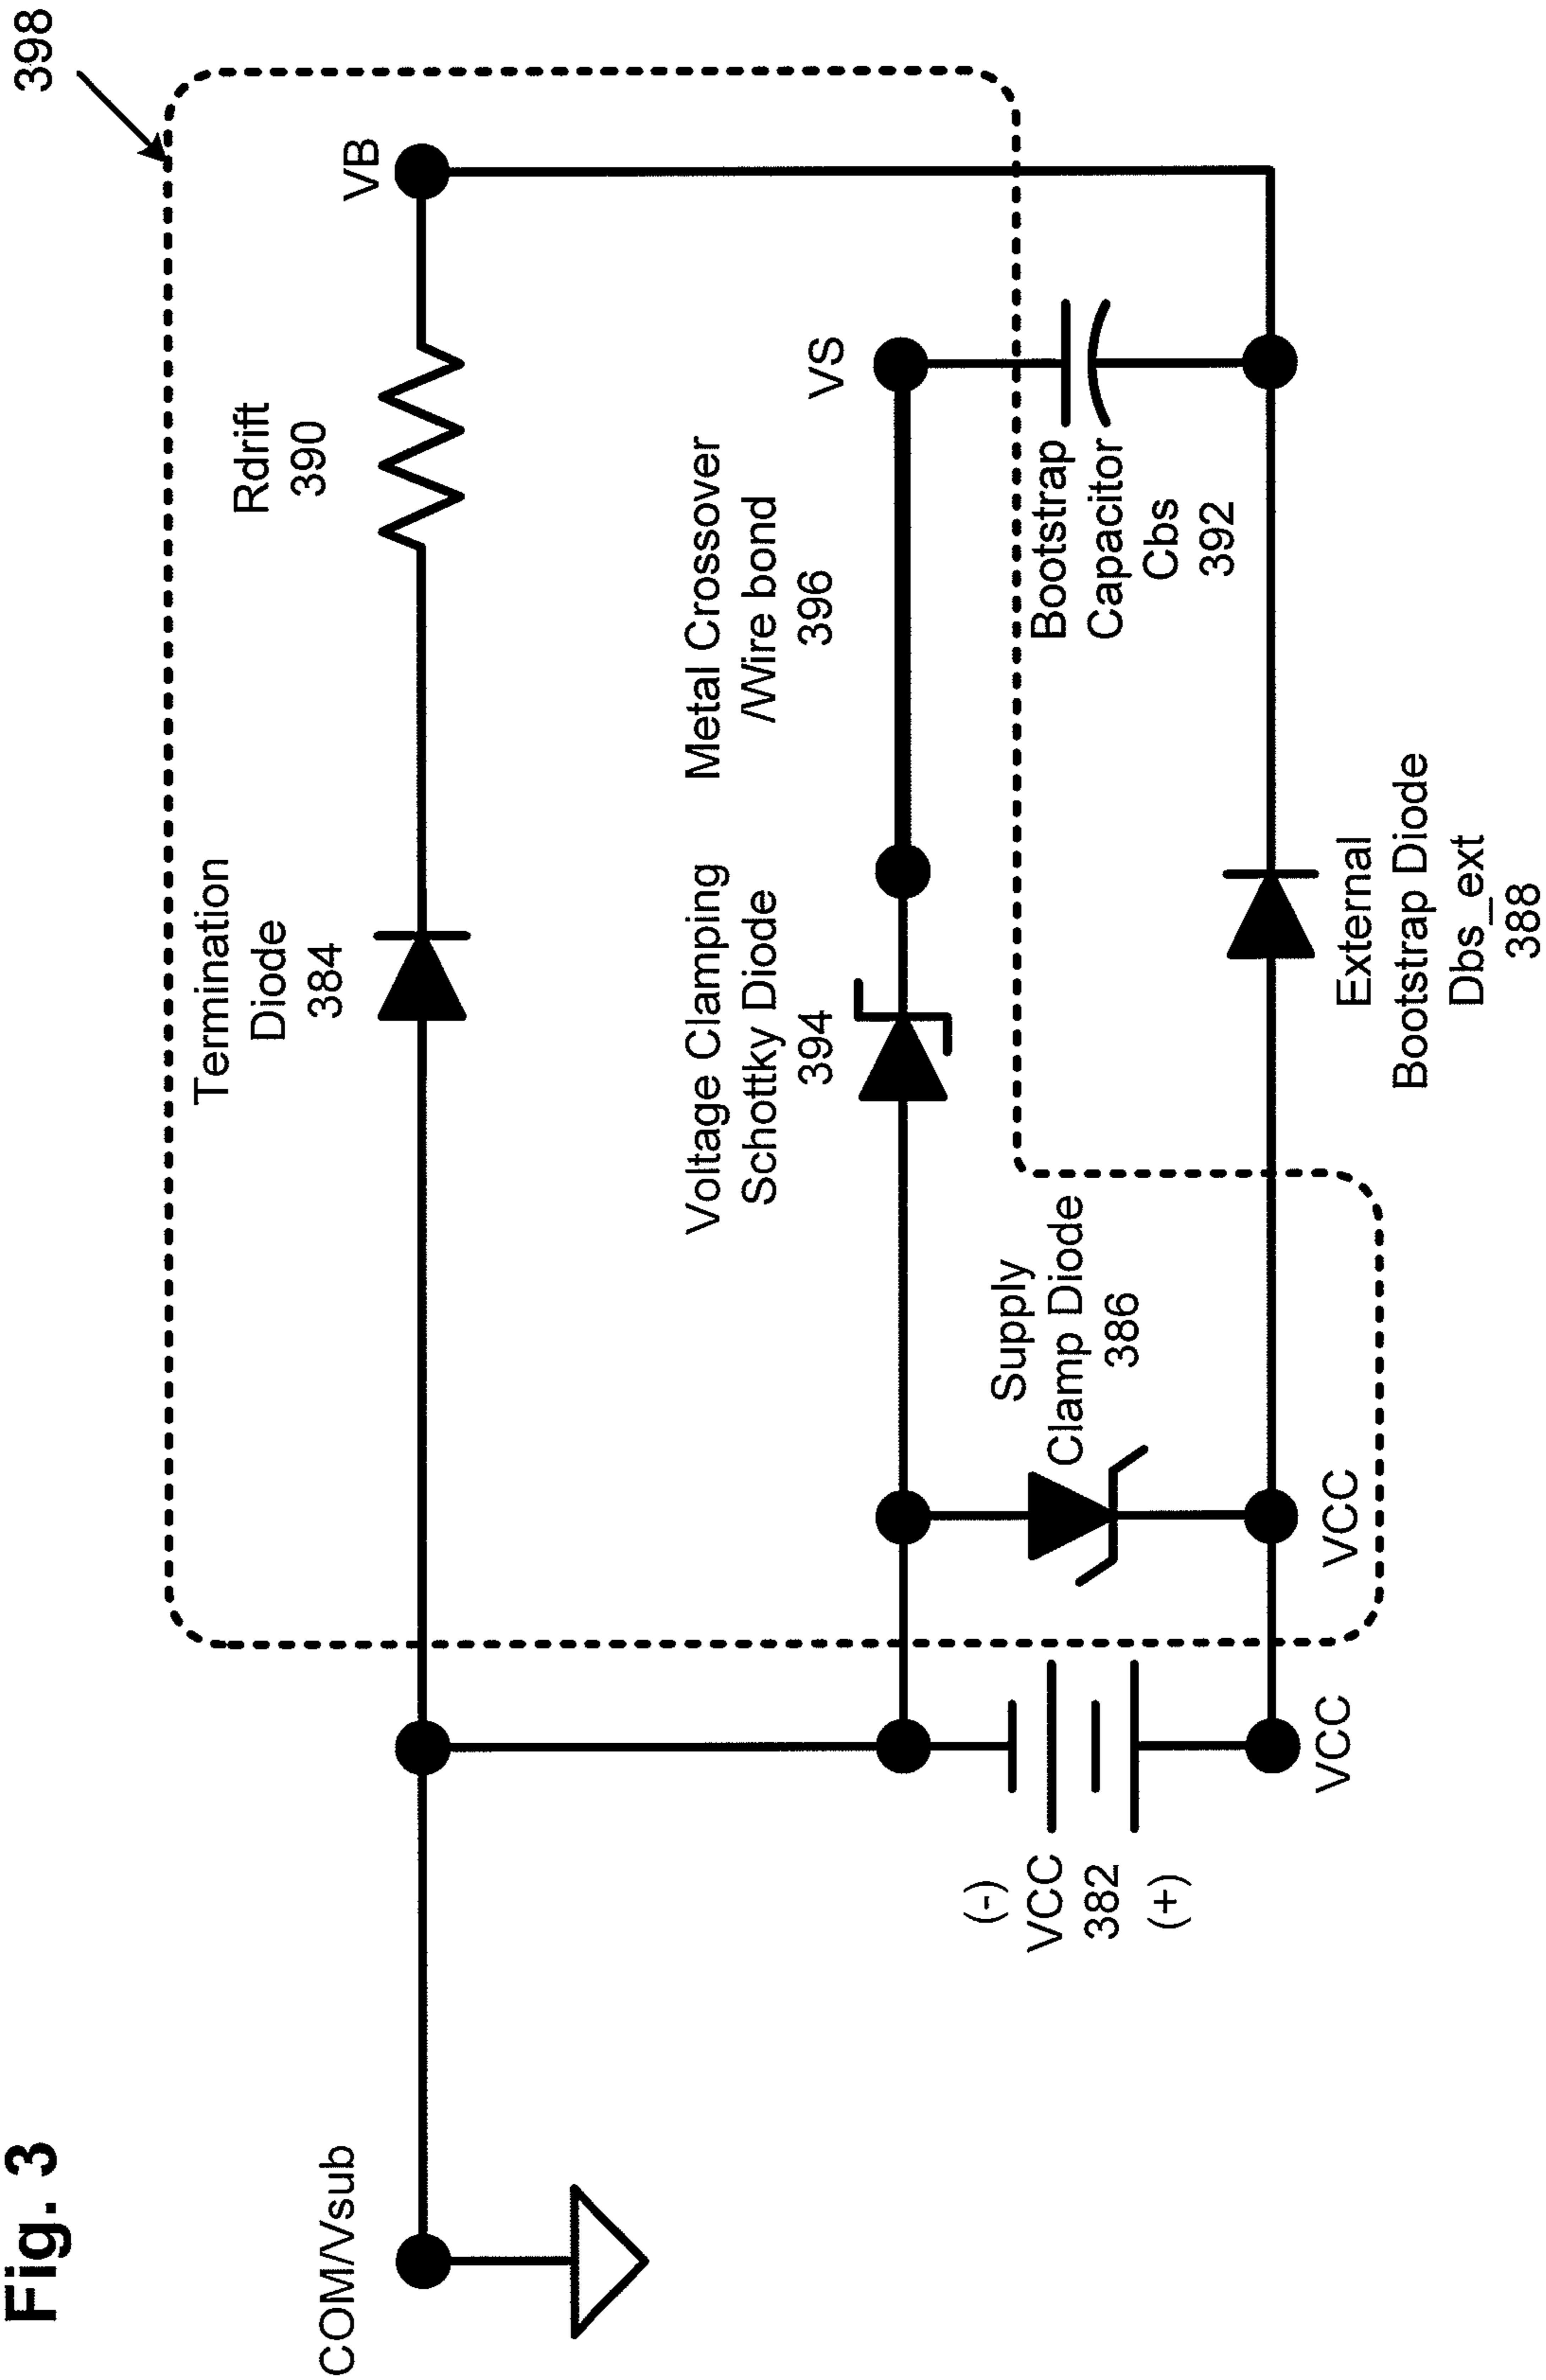 Fig. 3
398
COM/Vsub
Termination
Diode
384
Rdrift
390
VB
Voltage Clamping
Schottky Diode
394
Metal Crossover
/Wire bond
396
VS
Supply
Clamp Diode
386
(-)
VCC
382
(+)
VCC
VCC
Bootstrap
Capacitor
Cbs
392
External
Bootstrap Diode
Dbs_ext
388